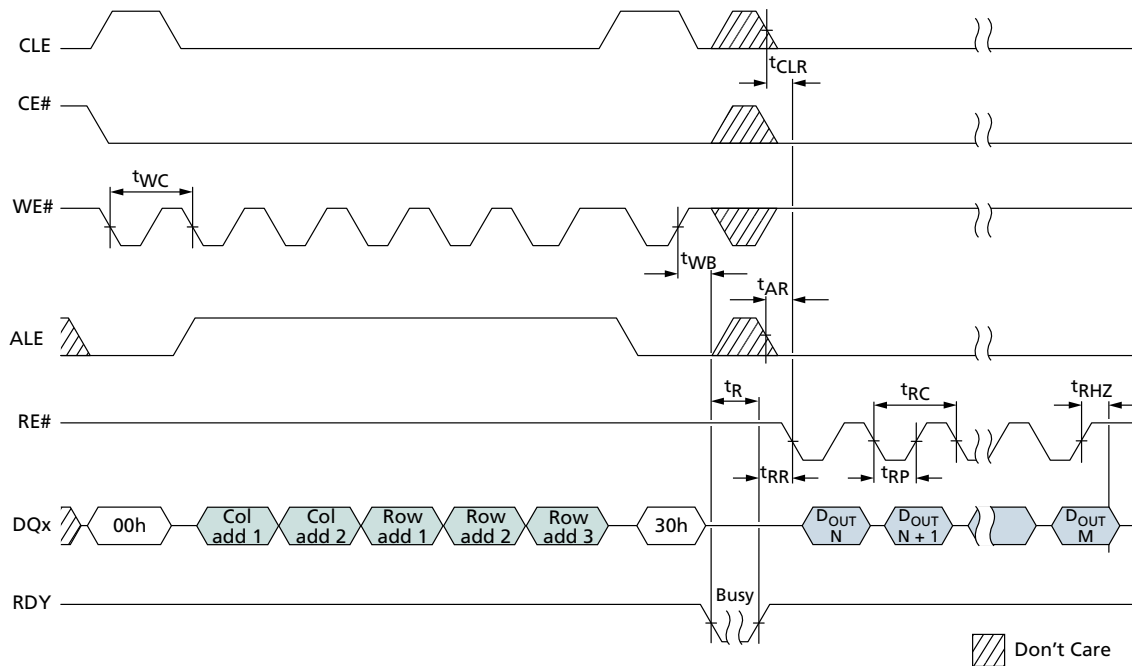 CLE
tCLR
CE#
tWC
WE#
tWB
tAR
ALE
tR
tRC
tRHZ
RE#
tRR
tRP
DQx
00h
Col add 1
Col add 2
Row add 1
Row add 2
Row add 3
30h
DOUT N
DOUT N + 1
DOUT M
RDY
Busy
Don't Care